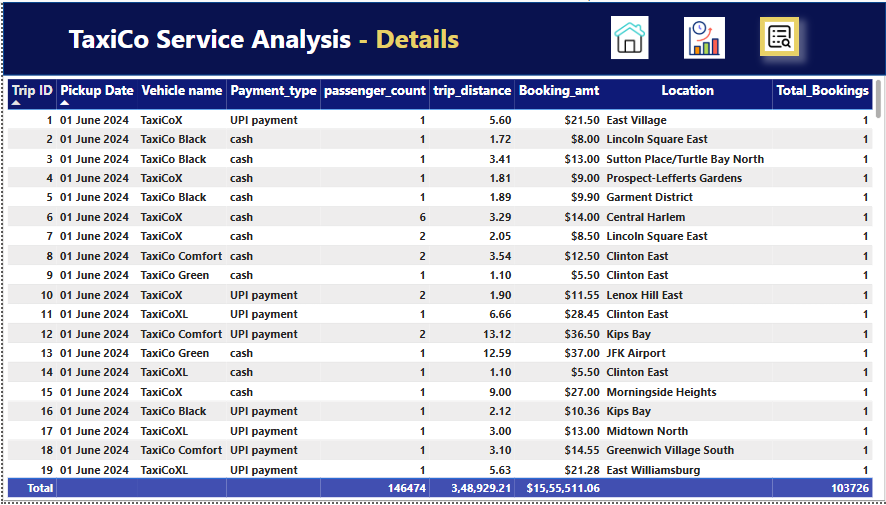 TaxiCo Service Analysis - Details
Trip ID Pickup Date Vehicle name Payment_type passenger_count trip_distance Booking_amt Location Total_Bookings
1 01 June 2024 TaxiCoX UPI payment 1 5.60 $21.50 East Village 1
2 01 June 2024 TaxiCo Black cash 1 1.72 $8.00 Lincoln Square East 1
3 01 June 2024 TaxiCo Black cash 1 3.41 $13.00 Sutton Place/Turtle Bay North 1
4 01 June 2024 TaxiCoX cash 1 1.81 $9.00 Prospect-Lefferts Gardens 1
5 01 June 2024 TaxiCo Black cash 1 1.89 $9.90 Garment District 1
6 01 June 2024 TaxiCoX cash 6 3.29 $14.00 Central Harlem 1
7 01 June 2024 TaxiCoX cash 2 2.05 $8.50 Lincoln Square East 1
8 01 June 2024 TaxiCo Comfort cash 2 3.54 $12.50 Clinton East 1
9 01 June 2024 TaxiCo Green cash 1 1.10 $5.50 Clinton East 1
10 01 June 2024 TaxiCoX UPI payment 2 1.90 $11.55 Lenox Hill East 1
11 01 June 2024 TaxiCoXL UPI payment 1 6.66 $28.45 Clinton East 1
12 01 June 2024 TaxiCo Comfort UPI payment 2 13.12 $36.50 Kips Bay 1
13 01 June 2024 TaxiCo Green cash 1 12.59 $37.00 JFK Airport 1
14 01 June 2024 TaxiCoXL cash 1 1.10 $5.50 Clinton East 1
15 01 June 2024 TaxiCoX cash 1 9.00 $27.00 Morningside Heights 1
16 01 June 2024 TaxiCo Black UPI payment 1 2.12 $10.36 Kips Bay 1
17 01 June 2024 TaxiCoXL UPI payment 1 3.00 $13.00 Midtown North 1
18 01 June 2024 TaxiCo Comfort UPI payment 1 3.10 $14.55 Greenwich Village South 1
19 01 June 2024 TaxiCoXL UPI payment 1 5.63 $21.28 East Williamsburg 1
Total 146474 3,48,929.21 $15,55,511.06 103726